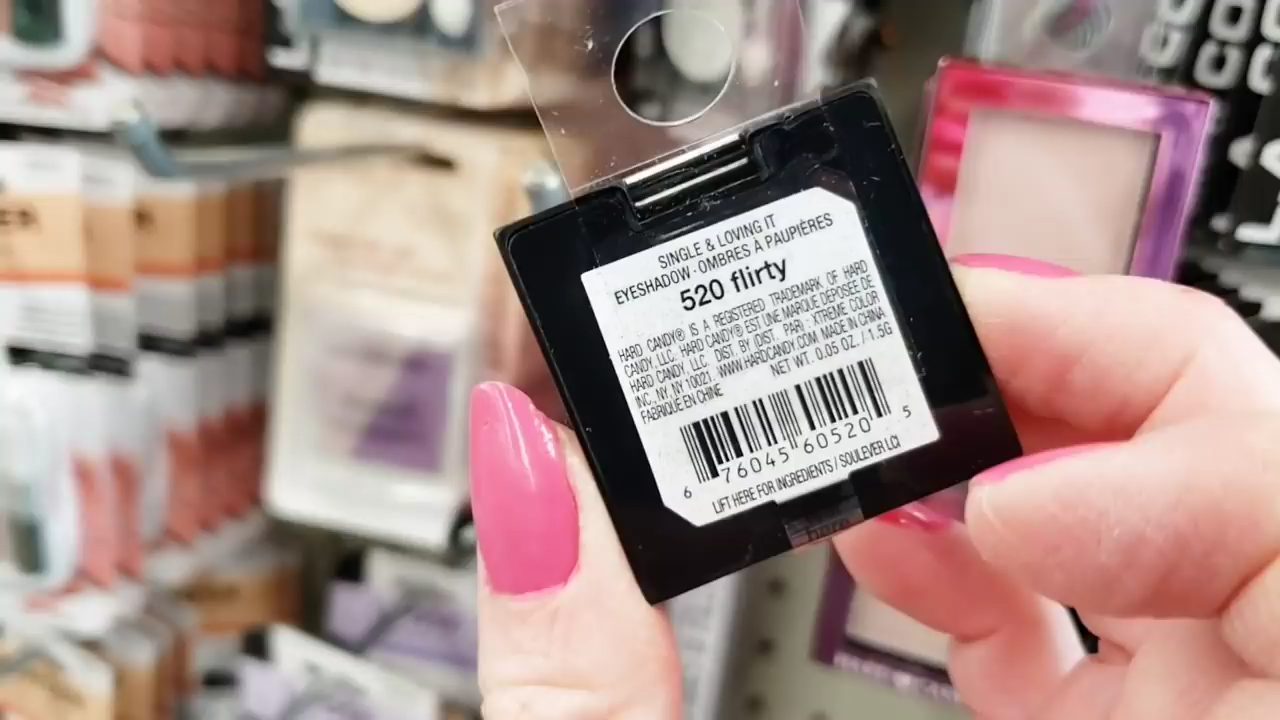 SINGLE & LOVING IT
EYESHADOW · OMBRES À PAUPIÈRES
520 flirty
HARD CANDY® IS A REGISTERED TRADEMARK OF HARD
CANDY, LLC. HARD CANDY® EST UNE MARQUE DÉPOSÉE DE
HARD CANDY, LLC. DIST. BY (DIST. PAR) : XTREME COLOR
INC, NY, NY 10021. WWW.HARDCANDY.COM MADE IN CHINA
FABRIQUÉ EN CHINE NET WT. 0.05 OZ. / 1.5G
6 76045 60520 5
LIFT HERE FOR INGREDIENTS / SOULEVER ICI